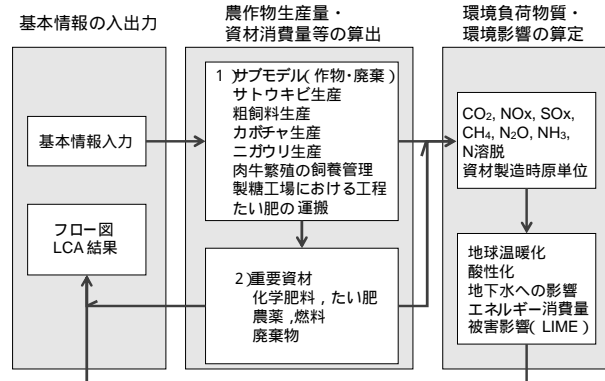 基本情報の入出力
農作物生産量・
資材消費量等の算出
環境負荷物質・
環境影響の算定
基本情報入力
フロー図
LCA 結果
1)サブモデル(作物・廃棄)
サトウキビ生産
粗飼料生産
カボチャ生産
ニガウリ生産
肉牛繁殖の飼養管理
製糖工場における工程
たい肥の運搬
2)重要資材
化学肥料,たい肥
農薬,燃料
廃棄物
CO₂, NOx, SOx,
CH₄, N₂O, NH₃,
N溶脱
資材製造時原単位
地球温暖化
酸性化
地下水への影響
エネルギー消費量
被害影響(LIME)